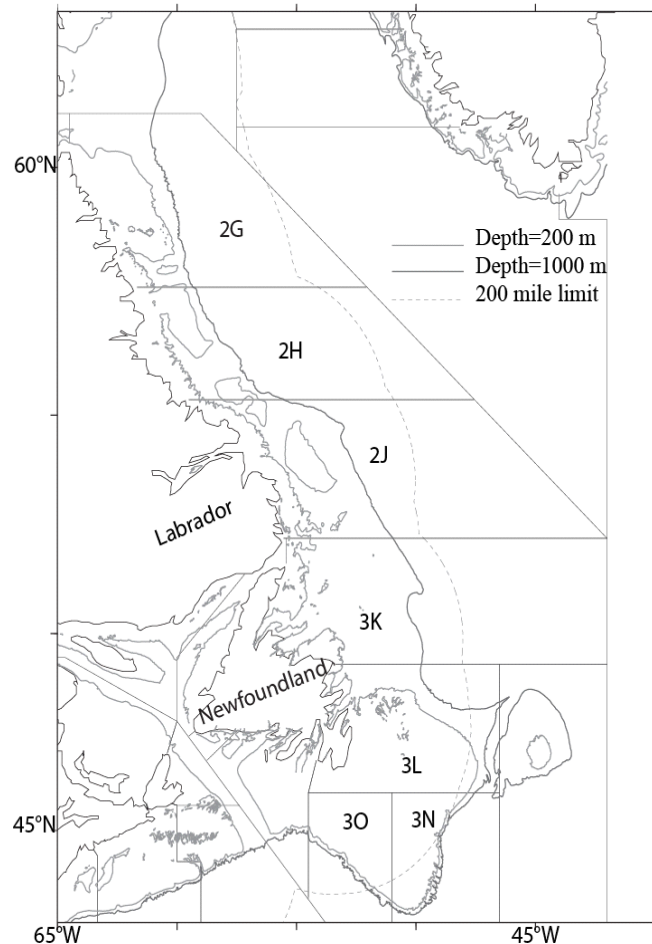 60°N
2G
Depth=200 m
Depth=1000 m
200 mile limit
2H
2J
Labrador
3K
Newfoundland
3L
45°N
3O
3N
65°W
45°W